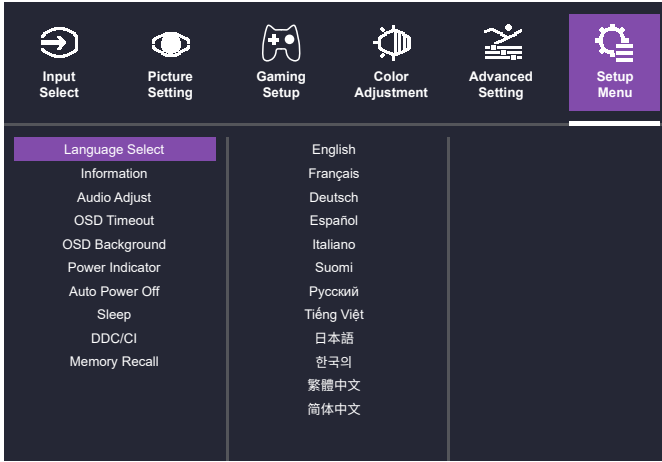 Input Select
Picture Setting
Gaming Setup
Color Adjustment
Advanced Setting
Setup Menu
Language Select
Information
Audio Adjust
OSD Timeout
OSD Background
Power Indicator
Auto Power Off
Sleep
DDC/CI
Memory Recall
English
Français
Deutsch
Español
Italiano
Suomi
Русский
Tiếng Việt
日本語
한국의
繁體中文
简体中文